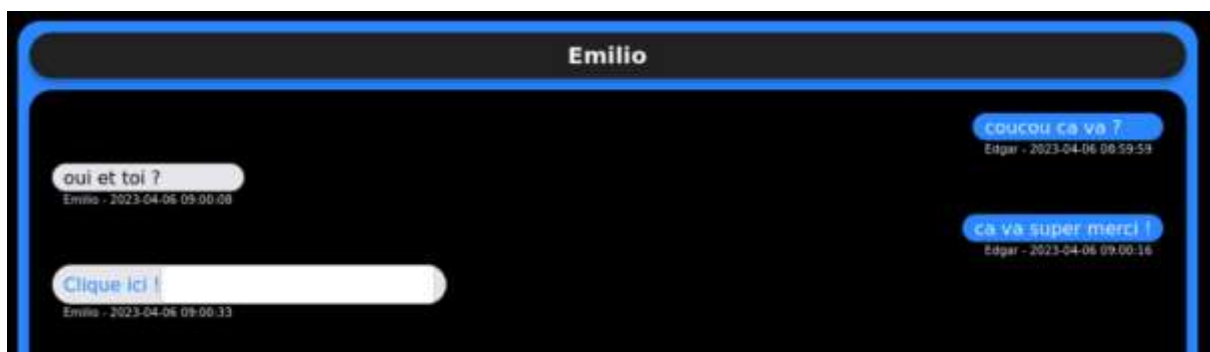 Emilio
coucou ca va ?
Edgar - 2023-04-06 08:59:59
oui et toi ?
Emilio - 2023-04-06 09:00:08
ca va super merci !
Edgar - 2023-04-06 09:00:16
Clique ici !
Emilio - 2023-04-06 09:00:33